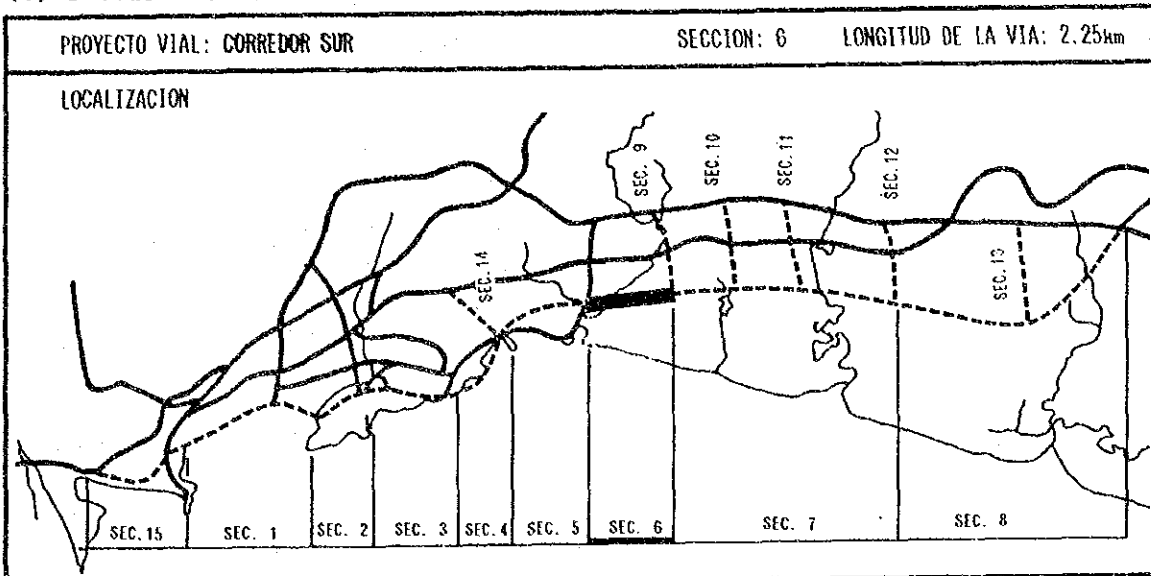 PROYECTO VIAL: CORREDOR SUR SECCION: 6 LONGITUD DE LA VIA: 2.25km
LOCALIZACION
SEC. 9
SEC. 10
SEC. 11
SEC. 12
SEC. 14
SEC. 13
SEC. 15 SEC. 1 SEC. 2 SEC. 3 SEC. 4 SEC. 5 SEC. 6 SEC. 7 SEC. 8